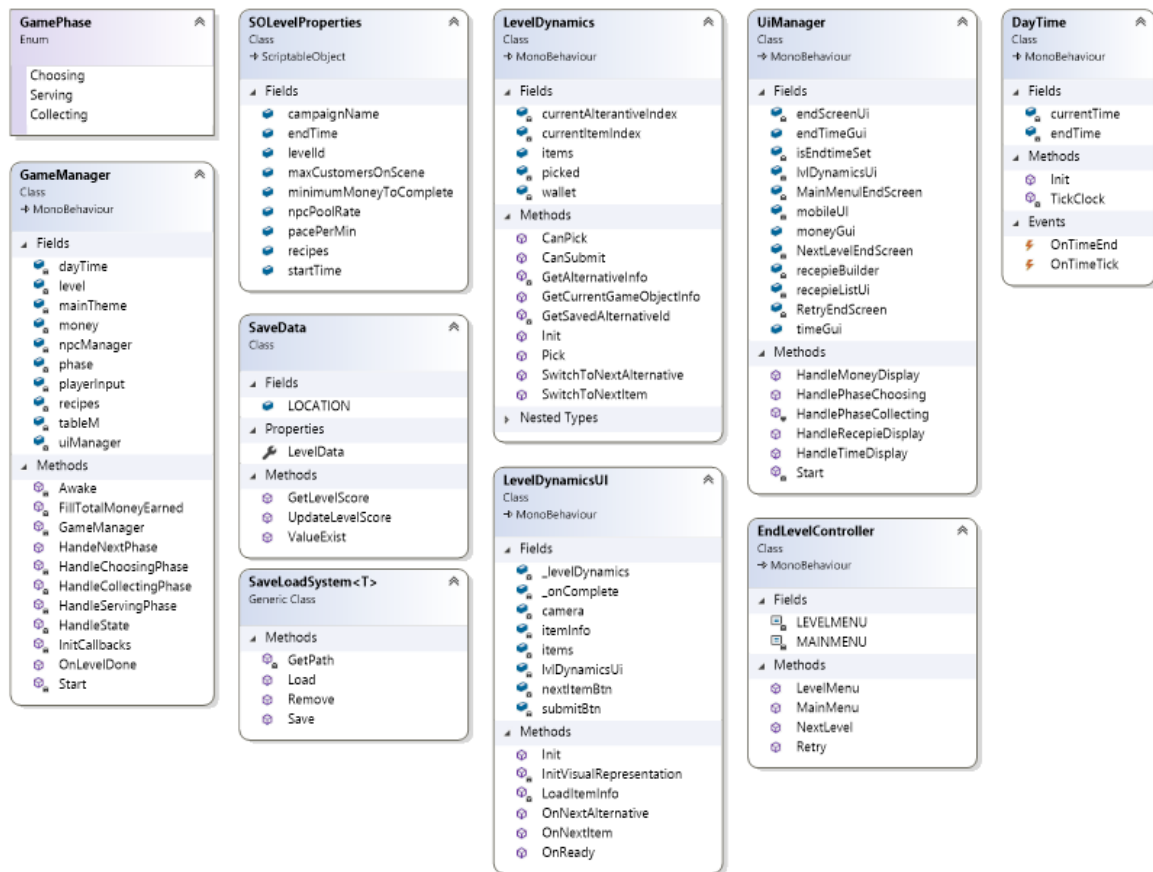 GamePhase
Enum
Choosing
Serving
Collecting
GameManager
Class
MonoBehaviour
Fields
dayTime
level
mainTheme
money
npcManager
phase
playerInput
recipes
tableM
uiManager
Methods
Awake
FillTotalMoneyEarned
GameManager
HandeNextPhase
HandleChoosingPhase
HandleCollectingPhase
HandleServingPhase
HandleState
InitCallbacks
OnLevelDone
Start
SOLevelProperties
Class
ScriptableObject
Fields
campaignName
endTime
levelId
maxCustomersOnScene
minimumMoneyToComplete
npcPoolRate
pacePerMin
recipes
startTime
SaveData
Class
Fields
LOCATION
Properties
LevelData
Methods
GetLevelScore
UpdateLevelScore
ValueExist
SaveLoadSystem<T>
Generic Class
Methods
GetPath
Load
Remove
Save
LevelDynamics
Class
MonoBehaviour
Fields
currentAlterantiveIndex
currentItemIndex
items
picked
wallet
Methods
CanPick
CanSubmit
GetAlternativeInfo
GetCurrentGameObjectInfo
GetSavedAlternativeId
Init
Pick
SwitchToNextAlternative
SwitchToNextItem
Nested Types
LevelDynamicsUI
Class
MonoBehaviour
Fields
_levelDynamics
_onComplete
camera
itemInfo
items
lvlDynamicsUi
nextItemBtn
submitBtn
Methods
Init
InitVisualRepresentation
LoadItemInfo
OnNextAlternative
OnNextItem
OnReady
UiManager
Class
MonoBehaviour
Fields
endScreenUi
endTimeGui
isEndtimeSet
lvlDynamicsUi
MainMenulEndScreen
mobileUI
moneyGui
NextLevelEndScreen
recepieBuilder
recepieListUi
RetryEndScreen
timeGui
Methods
HandleMoneyDisplay
HandlePhaseChoosing
HandlePhaseCollecting
HandleRecepieDisplay
HandleTimeDisplay
Start
EndLevelController
Class
MonoBehaviour
Fields
LEVELMENU
MAINMENU
Methods
LevelMenu
MainMenu
NextLevel
Retry
DayTime
Class
MonoBehaviour
Fields
currentTime
endTime
Methods
Init
TickClock
Events
OnTimeEnd
OnTimeTick